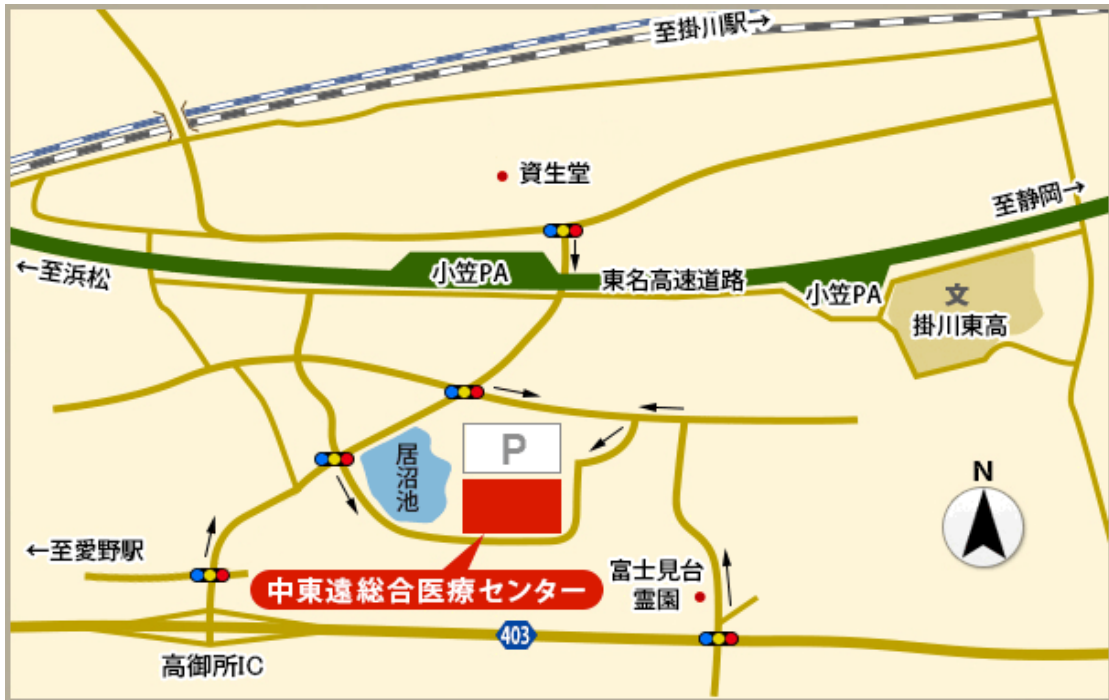 至掛川駅→
資生堂
至静岡→
←至浜松
小笠PA
東名高速道路
小笠PA
文
掛川東高
P
居沼池
N
←至愛野駅
中東遠総合医療センター
富士見台
霊園
403
高御所IC